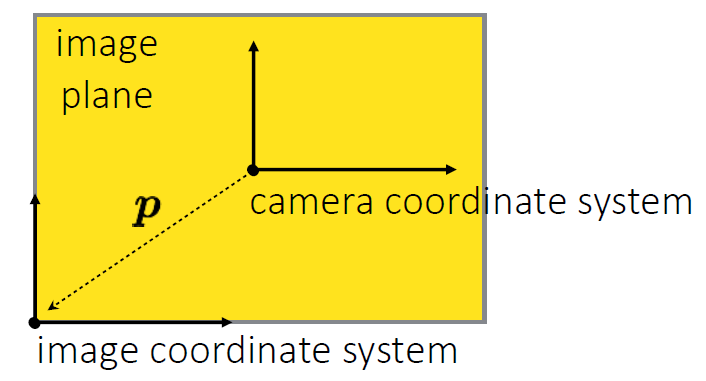 image
plane
p
camera coordinate system
image coordinate system